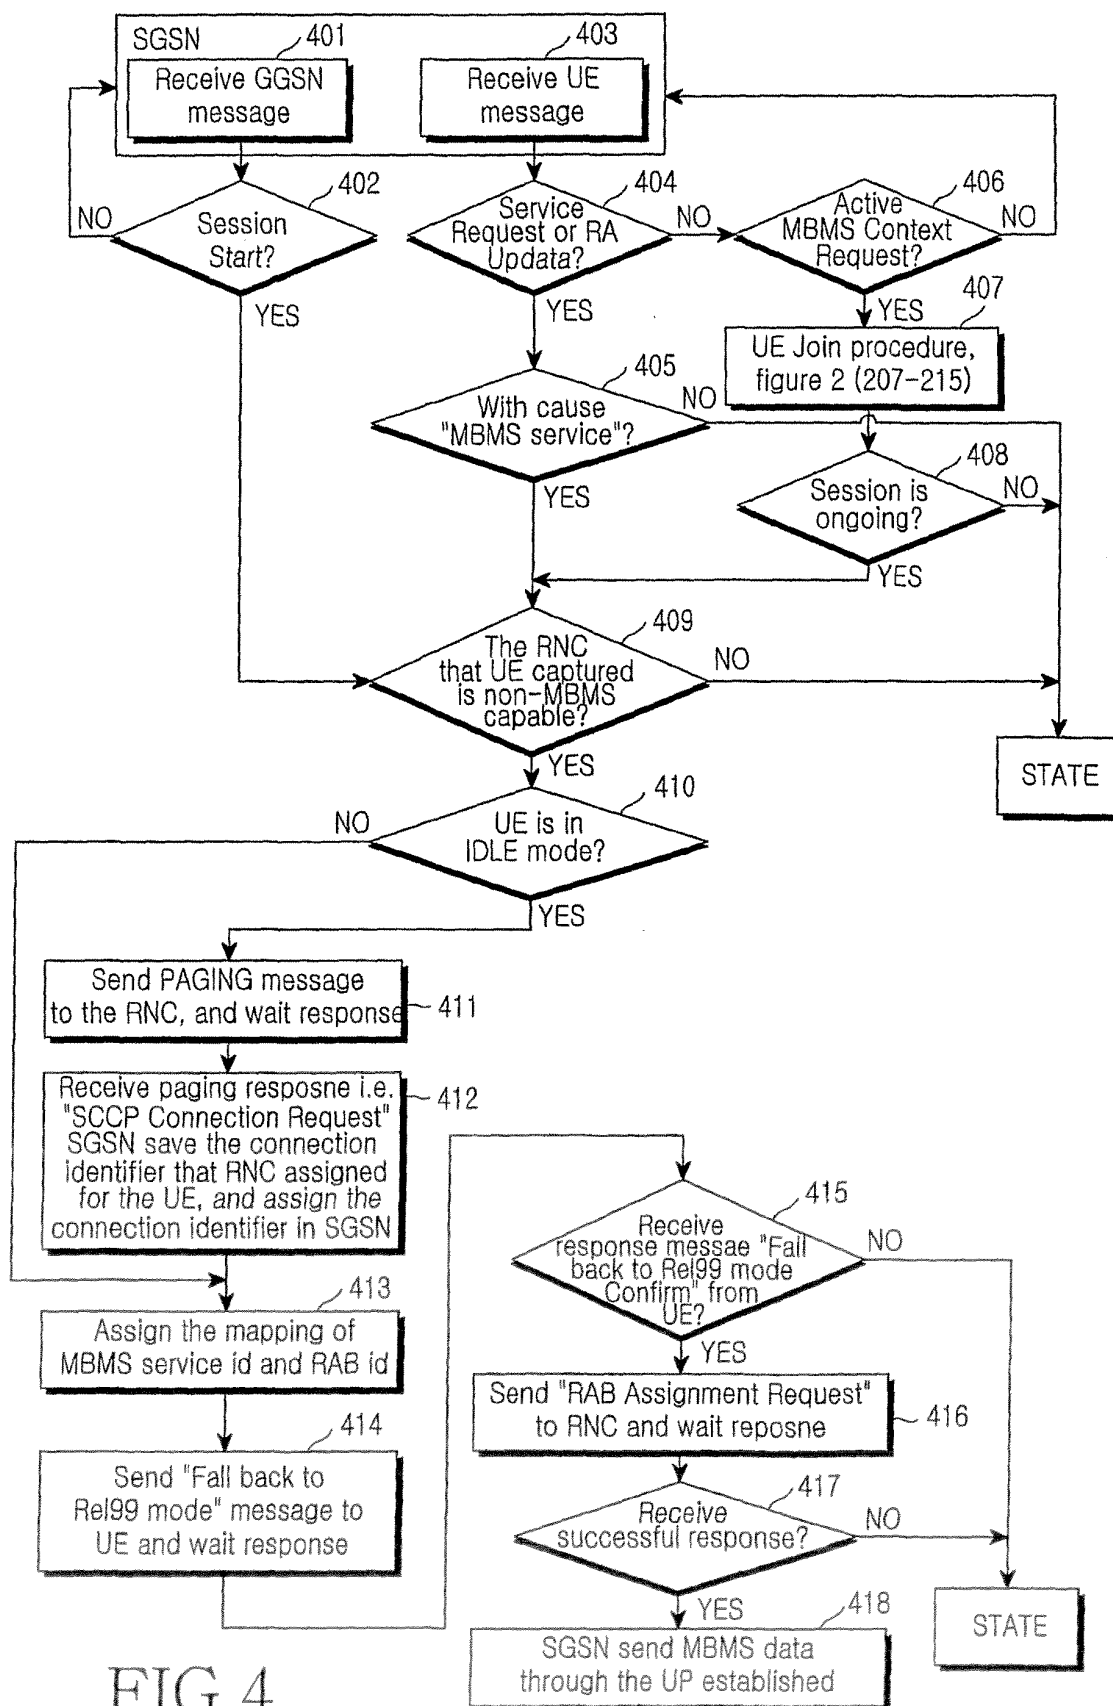 SGSN
401
403
Receive GGSN
message
Receive UE
message
402
404
406
NO
Session
Start?
Service
Request or RA
Updata?
NO
Active
MBMS Context
Request?
NO
YES
YES
YES
407
UE Join procedure,
figure 2 (207-215)
405
With cause
"MBMS service"?
NO
408
YES
Session is
ongoing?
NO
YES
409
The RNC
that UE captured
is non-MBMS
capable?
NO
YES
STATE
410
NO
UE is in
IDLE mode?
YES
Send PAGING message
to the RNC, and wait response
411
Receive paging resposne i.e.
"SCCP Connection Request"
SGSN save the connection
identifier that RNC assigned
for the UE, and assign the
connection identifier in SGSN
412
413
Assign the mapping of
MBMS service id and RAB id
414
Send "Fall back to
Rel99 mode" message to
UE and wait response
415
Receive
response messae "Fall
back to Rel99 mode
Confirm" from
UE?
NO
YES
Send "RAB Assignment Request"
to RNC and wait reposne
416
417
Receive
successful response?
NO
YES
418
STATE
SGSN send MBMS data
through the UP established
FIG.4